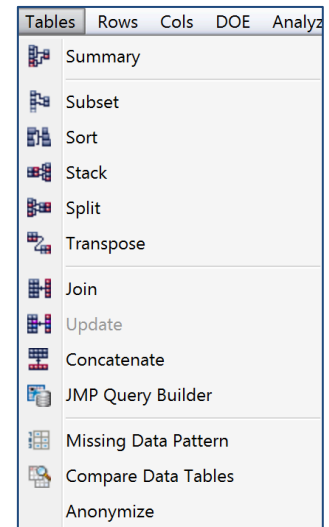 Tables Rows Cols DOE Analyz
Summary
Subset
Sort
Stack
Split
Transpose
Join
Update
Concatenate
JMP Query Builder
Missing Data Pattern
Compare Data Tables
Anonymize